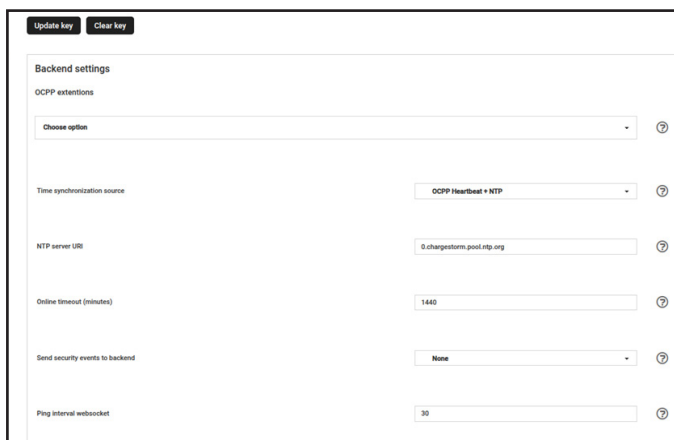 Update key Clear key
Backend settings
OCPP extentions
Choose option
Time synchronization source OCPP Heartbeat + NTP
NTP server URI 0.chargestorm.pool.ntp.org
Online timeout (minutes) 1440
Send security events to backend None
Ping interval websocket 30